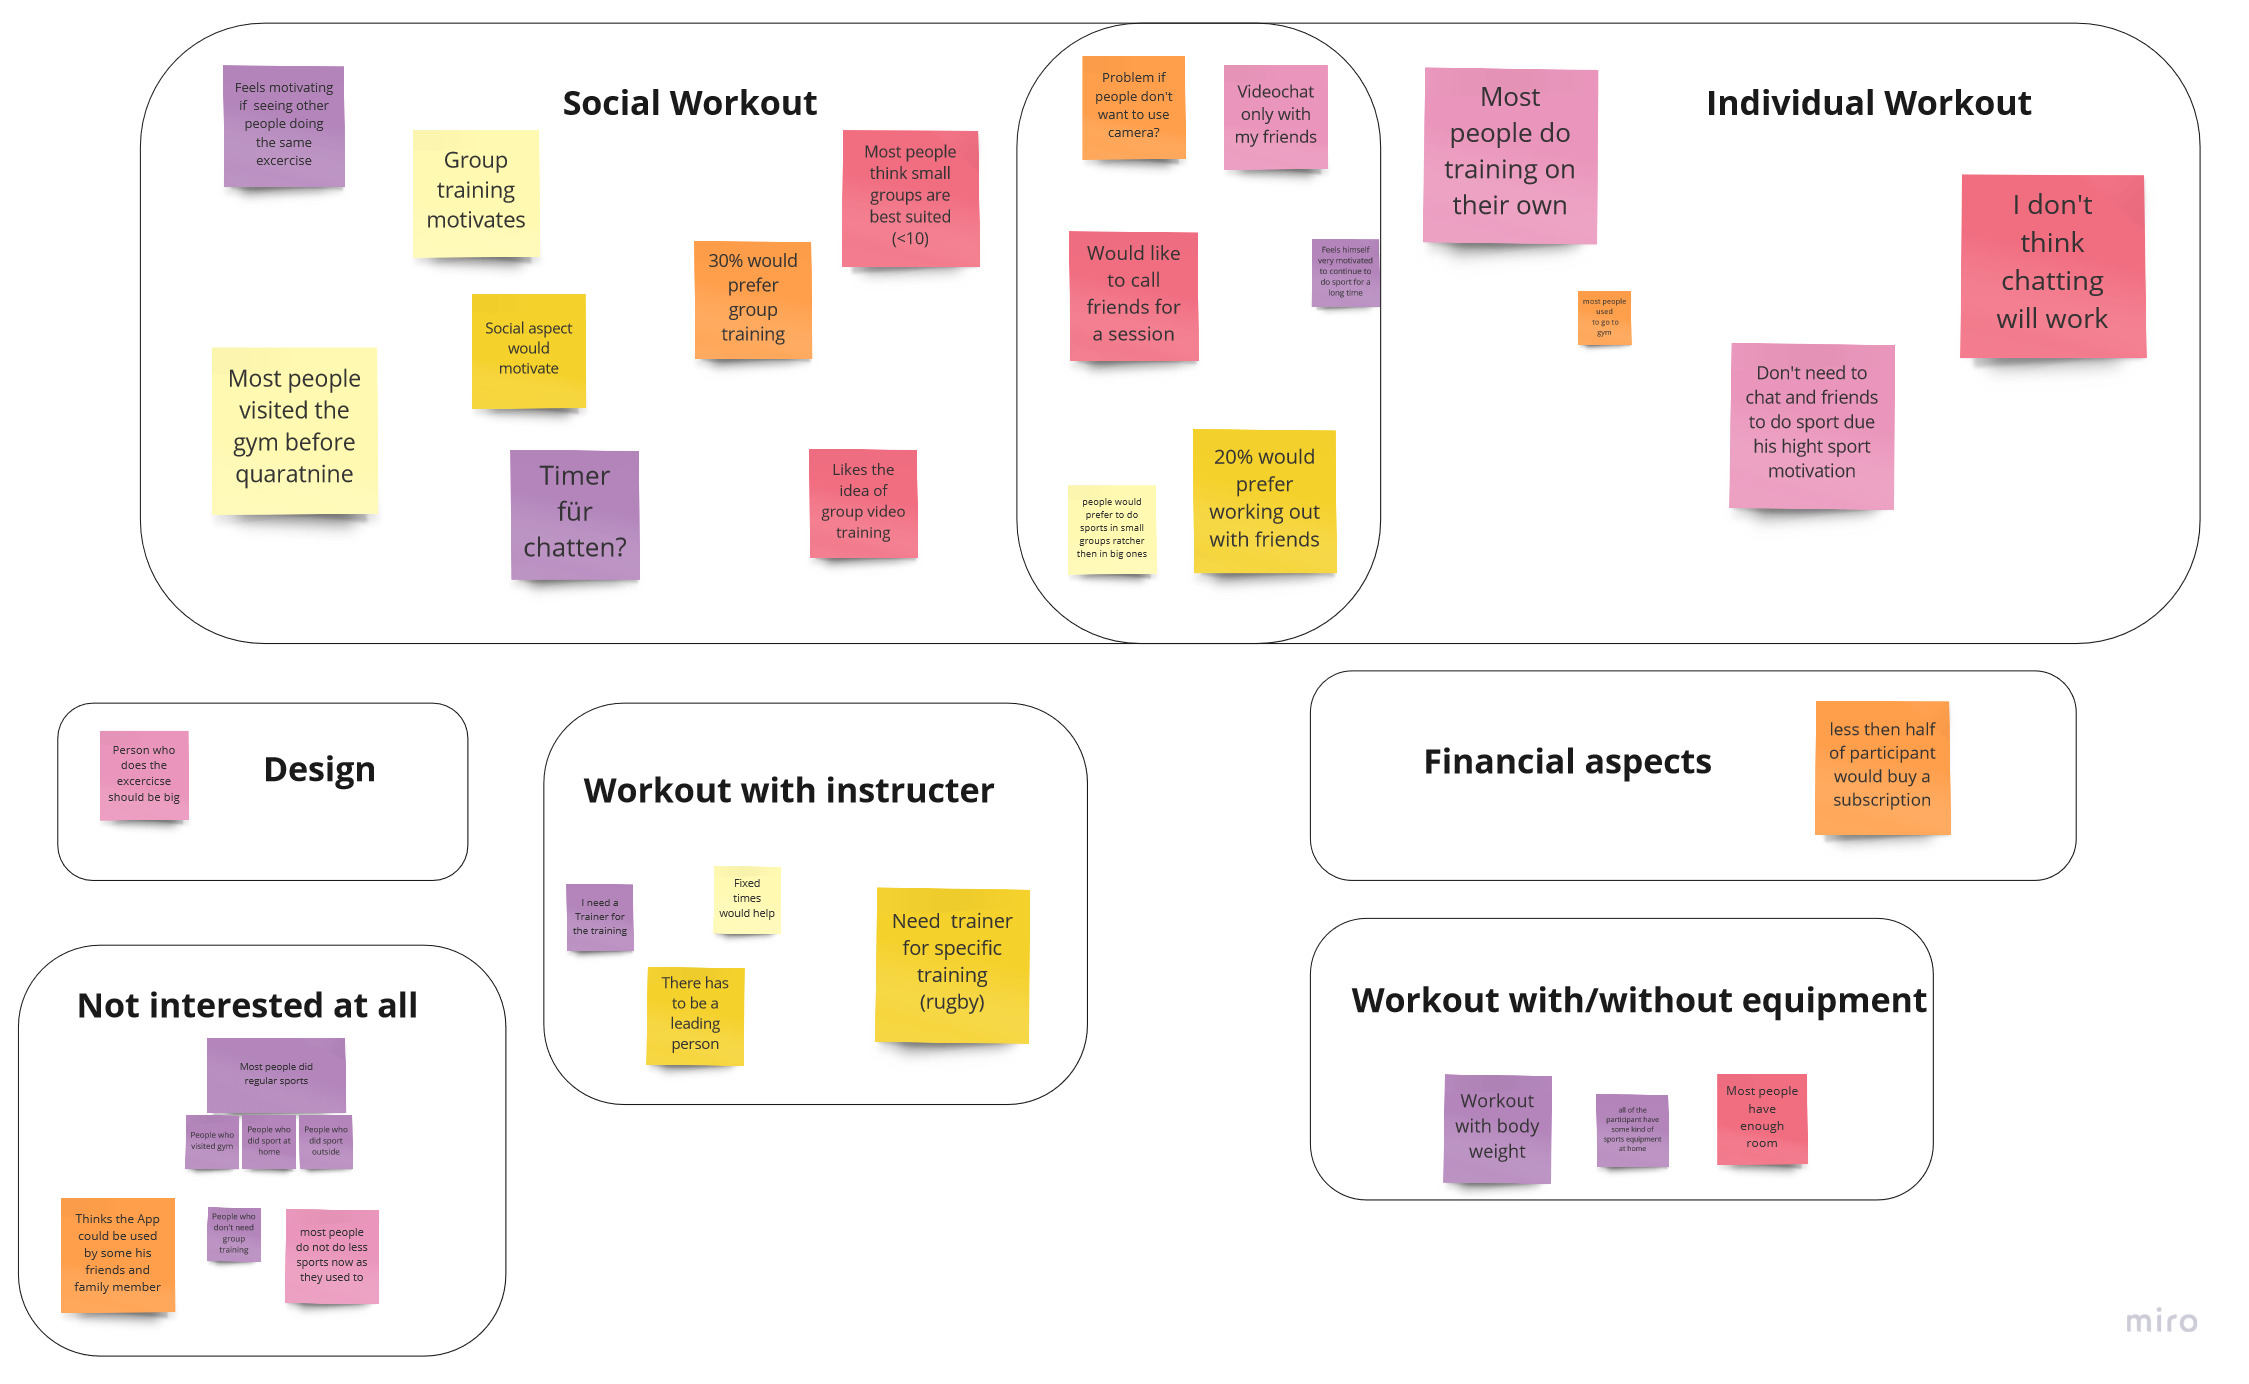 Social Workout
Feels motivating
if seeing other
people doing
the same
excercise
Group
training
motivates
Most people
think small
groups are
best suited
(<10)
30% would
prefer
group
training
Social aspect
would
motivate
Most people
visited the
gym before
quaratnine
Timer
für
chatten?
Likes the
idea of
group video
training
Problem if
people don't
want to use
camera?
Videochat
only with
my friends
Would like
to call
friends for
a session
Feels himself
very motivated
to continue to
do sport for a
long time
people would
prefer to do
sports in small
groups ratcher
then in big ones
20% would
prefer
working out
with friends
Individual Workout
Most
people do
training on
their own
I don't
think
chatting
will work
most people
used
to go to
gym
Don't need to
chat and friends
to do sport due
his hight sport
motivation
Design
Person who
does the
excercicse
should be big
Workout with instructer
I need a
Trainer for
the training
Fixed
times
would help
There has
to be a
leading
person
Need trainer
for specific
training
(rugby)
Financial aspects
less then half
of participant
would buy a
subscription
Not interested at all
Most people did
regular sports
People who
visited gym
People who
did sport at
home
People who
did sport
outside
Thinks the App
could be used
by some his
friends and
family member
People who
don't need
group
training
most people
do not do less
sports now as
they used to
Workout with/without equipment
Workout
with body
weight
all of the
participant have
some kind of
sports equipment
at home
Most people
have
enough
room
miro